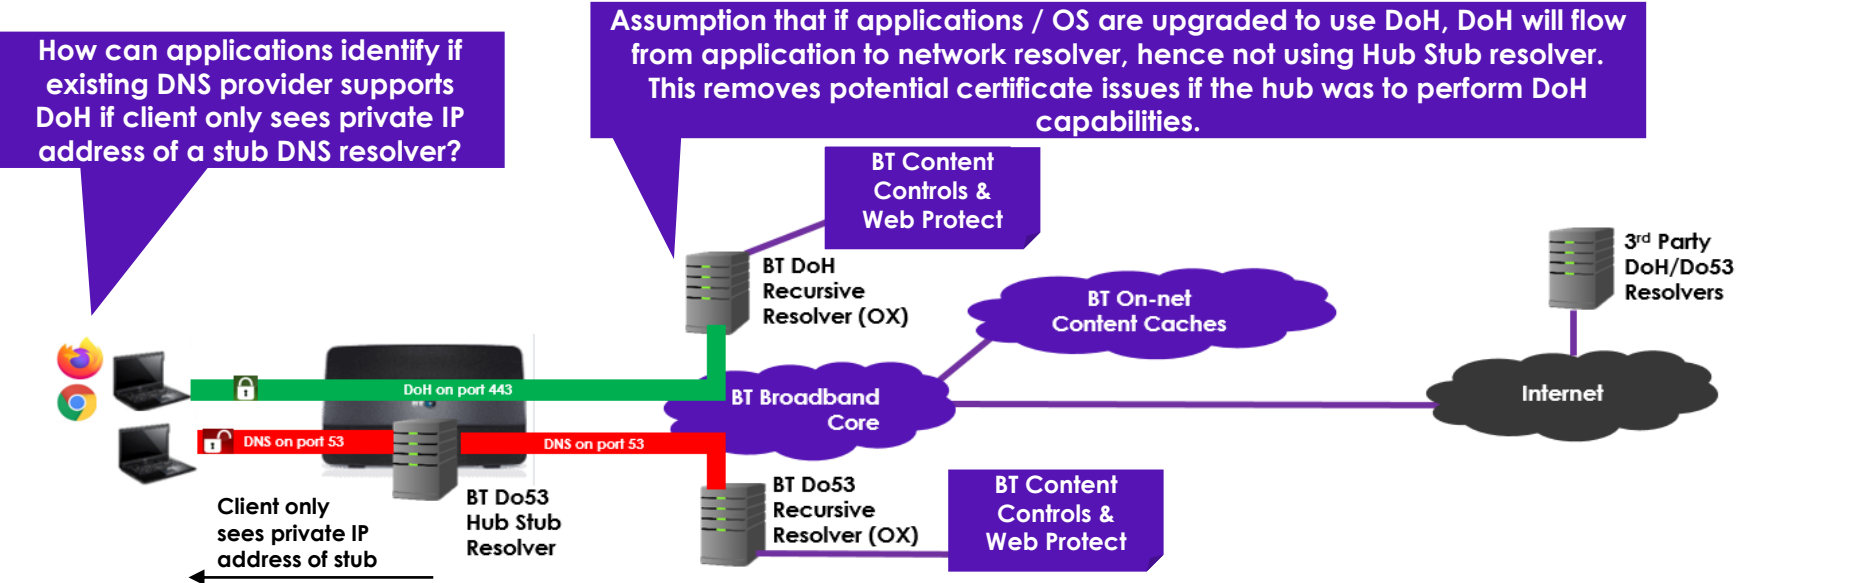 How can applications identify if
existing DNS provider supports
DoH if client only sees private IP
address of a stub DNS resolver?
Assumption that if applications / OS are upgraded to use DoH, DoH will flow
from application to network resolver, hence not using Hub Stub resolver.
This removes potential certificate issues if the hub was to perform DoH
capabilities.
BT Content
Controls &
Web Protect
BT DoH
Recursive
Resolver (OX)
BT On-net
Content Caches
3rd Party
DoH/Do53
Resolvers
DoH on port 443
BT Broadband
Core
Internet
DNS on port 53
DNS on port 53
Client only
sees private IP
address of stub
BT Do53
Hub Stub
Resolver
BT Do53
Recursive
Resolver (OX)
BT Content
Controls &
Web Protect